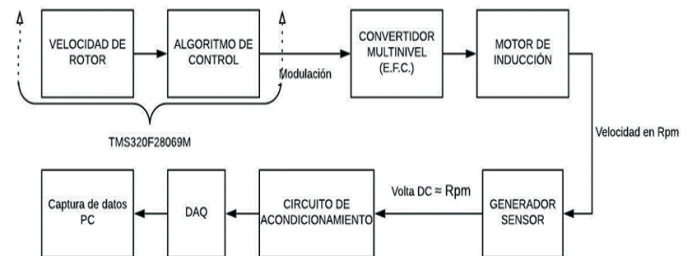 VELOCIDAD DE
ROTOR
ALGORITMO DE
CONTROL
Modulación
CONVERTIDOR
MULTINIVEL
(E.F.C.)
MOTOR DE
INDUCCIÓN
TMS320F28069M
Velocidad en Rpm
Captura de datos
PC
DAQ
CIRCUITO DE
ACONDICIONAMIENTO
Volta DC ≈ Rpm
GENERADOR
SENSOR